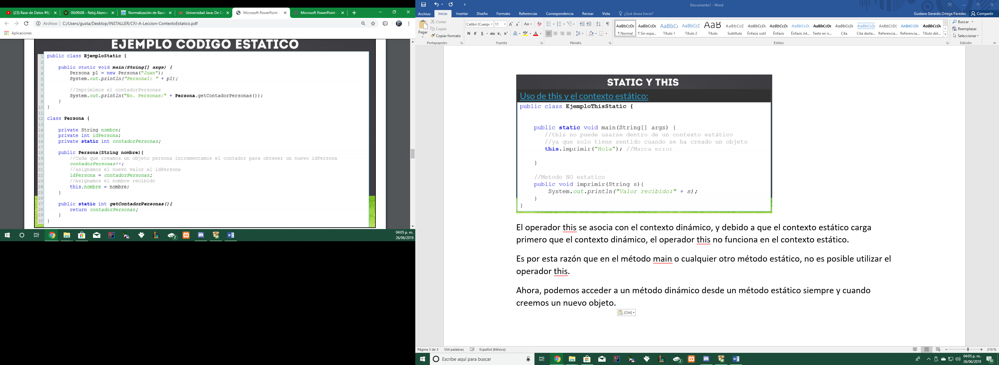 (23) Base de Datos #6|
00:09:08 - Reloj Alarma
Normalización de Base
Universidad Java: De Ce
Microsoft PowerPoint -
Microsoft PowerPoint -
Archivo | C:/Users/gusta/Desktop/INSTALLER/CFJ-A-Leccion-ContextoEstatico.pdf
Aplicaciones
EJEMPLO CODIGO ESTATICO
1 public class EjemploStatic {
2
3 public static void main(String[] args) {
4 Persona p1 = new Persona("Juan");
5 System.out.println("Persona1: " + p1);
6
7 //Imprimimos el contadorPersonas
8 System.out.println("No. Personas:" + Persona.getContadorPersonas());
9 }
10 }
11
12 class Persona {
13
14 private String nombre;
15 private int idPersona;
16 private static int contadorPersonas;
17
18 public Persona(String nombre){
19 //Cada que creamos un objeto persona incrementamos el contador para obtener un nuevo idPersona
20 contadorPersonas++;
21 //asignamos el nuevo valor al idPersona
22 idPersona = contadorPersonas;
23 //Asignamos el nombre recibido
24 this.nombre = nombre;
25 }
26
27 public static int getContadorPersonas(){
28 return contadorPersonas;
29 }
30 }
2
04:05 p. m.
26/06/2019
Documento1 - Word
Archivo Inicio Insertar Diseño Formato Referencias Correspondencia Revisar Vista ¿Qué desea hacer?
Gustavo Gerardo Ortega Paredes Compartir
Pegar
Cortar
Copiar
Copiar formato
Portapapeles
Calibri (Cuerpo 11
A A Aa
N K S abc x₂ x²
Fuente
Párrafo
AaBbCcDc AaBbCcDc AaBbC( AaBbCcE AaB AaBbCcC AaBbCcDt AaBbCcDt AaBbCcDt AaBbCcDc AaBbCcDt AaBbCcDt AABBCCDE AABBCCDE AaBbCcDt
¶ Normal ¶ Sin espa... Título 1 Título 2 Título Subtítulo Énfasis sutil Énfasis Énfasis int... Texto en n... Cita Cita desta... Referencia... Referencia... Título del...
Estilos
Buscar
Reemplazar
Seleccionar
Edición
STATIC Y THIS
Uso de this y el contexto estático:
public class EjemploThisStatic {
public static void main(String[] args) {
//this no puede usarse dentro de un contexto estático
//ya que solo tiene sentido cuando se ha creado un objeto
this.imprimir("Hola"); //Marca error
}
//Metodo NO estatico
public void imprimir(String s){
System.out.println("Valor recibido:" + s);
}
}
El operador this se asocia con el contexto dinámico, y debido a que el contexto estático carga
primero que el contexto dinámico, el operador this no funciona en el contexto estático.
Es por esta razón que en el método main o cualquier otro método estático, no es posible utilizar el
operador this.
Ahora, podemos acceder a un método dinámico desde un método estático siempre y cuando
creemos un nuevo objeto.
(Ctrl)
Página 3 de 3 554 palabras Español (México)
210 %
Escribe aquí para buscar
2
04:05 p. m.
26/06/2019
10